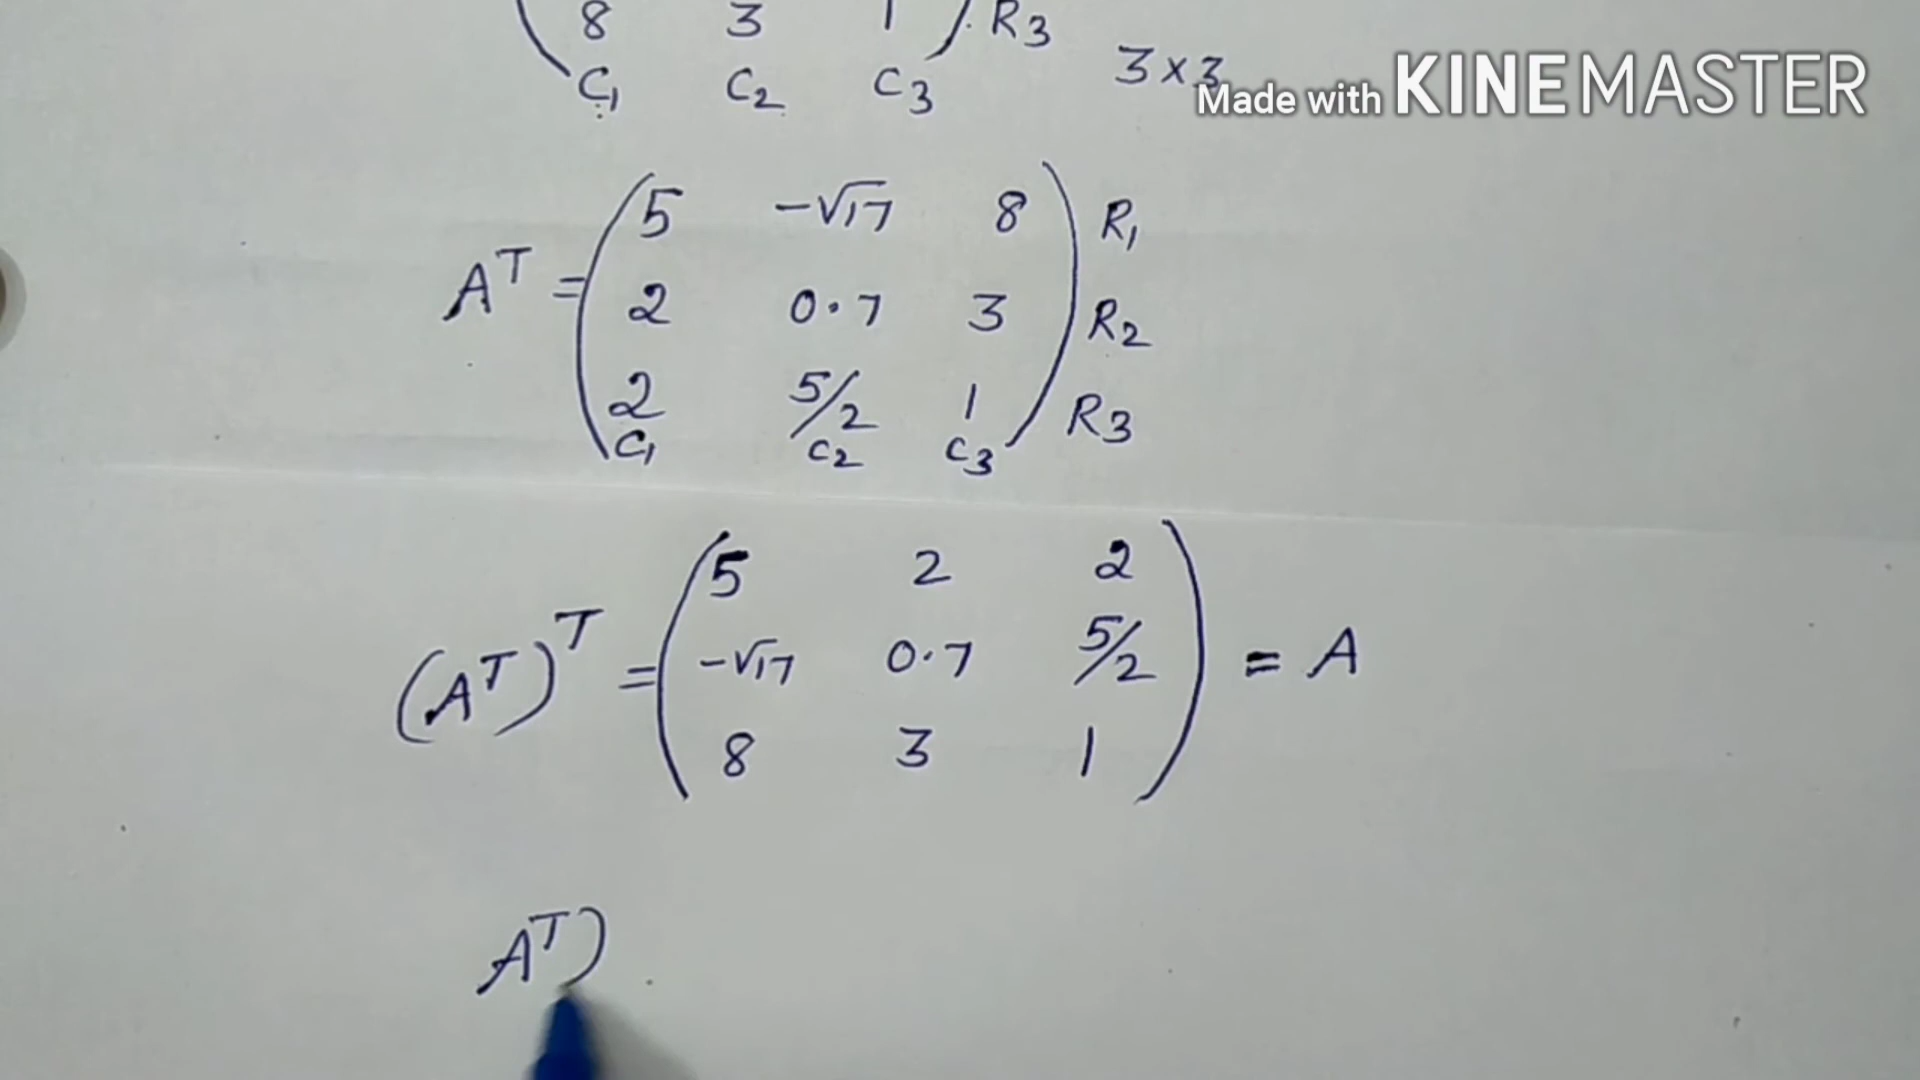 8 3 1 R3
C1 C2 C3 3×3
Made with KINEMASTER
5 -√17 8 R1
A^T = 2 0.7 3 R2
2 5/2 1 R3
C1 C2 C3
5 2 2
(A^T)^T = -√17 0.7 5/2 = A
8 3 1
A^T)